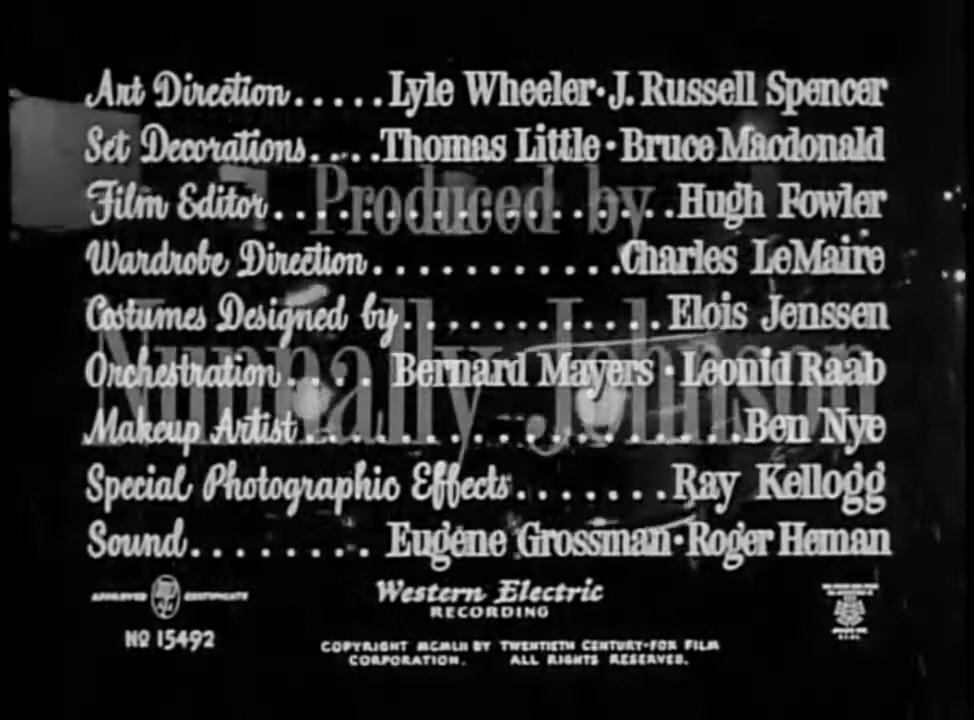 Art Direction.....Lyle Wheeler·J. Russell Spencer
Set Decorations....Thomas Little·Bruce Macdonald
Film Editor...................Hugh Fowler
Produced by
Wardrobe Direction............Charles LeMaire
Costumes Designed by.............Elois Jenssen
Nunnally Johnson
Orchestration.... Bernard Mayers·Leonid Raab
Makeup Artist......................Ben Nye
Special Photographic Effects.......Ray Kellogg
Sound........ Eugene Grossman·Roger Heman
APPROVED CERTIFICATE
Nº 15492
Western Electric
RECORDING
COPYRIGHT MCMLII BY TWENTIETH CENTURY-FOX FILM
CORPORATION. ALL RIGHTS RESERVED.